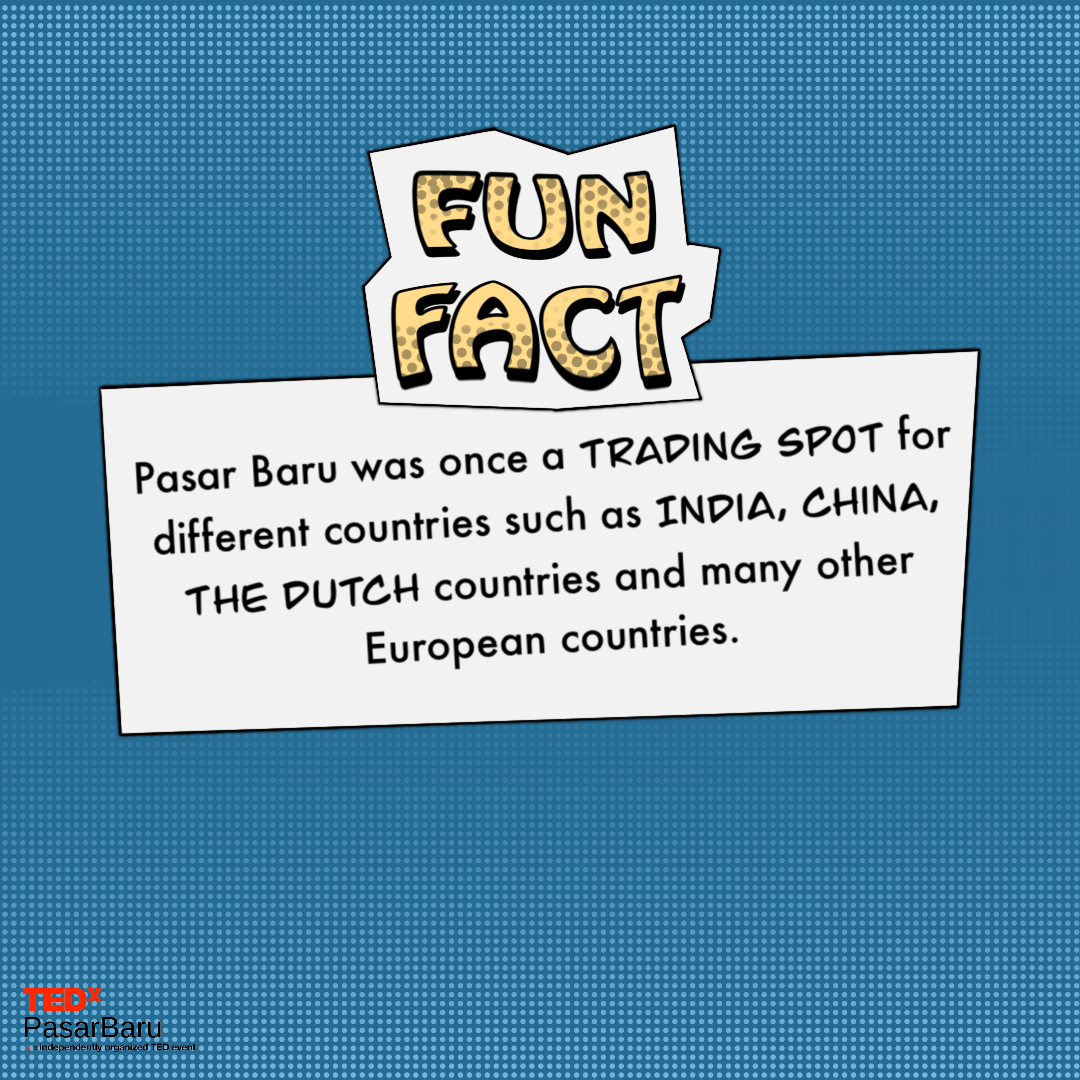 FUN
FACT
Pasar Baru was once a TRADING SPOT for
different countries such as INDIA, CHINA,
THE DUTCH countries and many other
European countries.
TEDx
PasarBaru
x = independently organized TED event